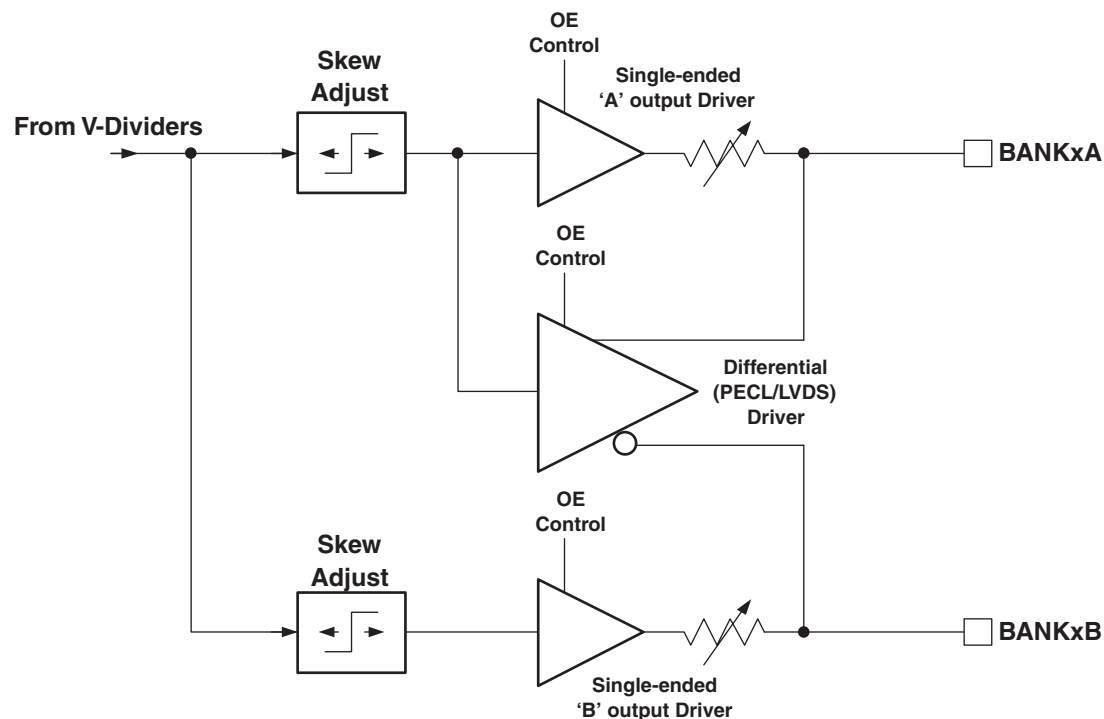 OE
Control
Skew
Adjust
Single-ended
‘A’ output Driver
From V-Dividers
BANKxA
OE
Control
Differential
(PECL/LVDS)
Driver
OE
Control
Skew
Adjust
BANKxB
Single-ended
‘B’ output Driver